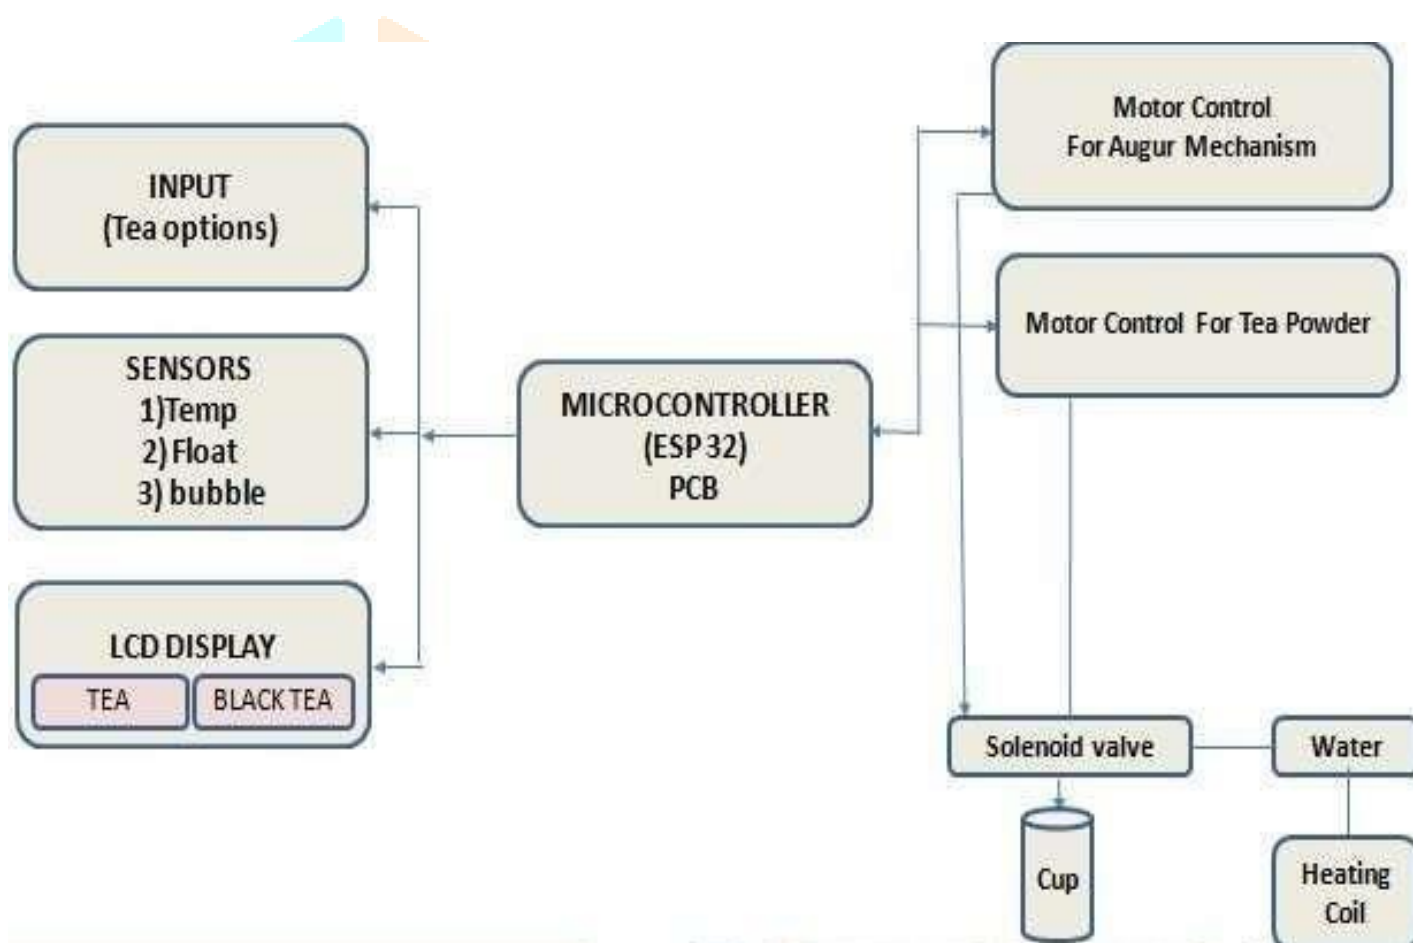 INPUT
(Tea options)
SENSORS
1)Temp
2) Float
3) bubble
LCD DISPLAY
TEA
BLACK TEA
MICROCONTROLLER
(ESP 32)
PCB
Motor Control
For Augur Mechanism
Motor Control For Tea Powder
Solenoid valve
Water
Cup
Heating
Coil